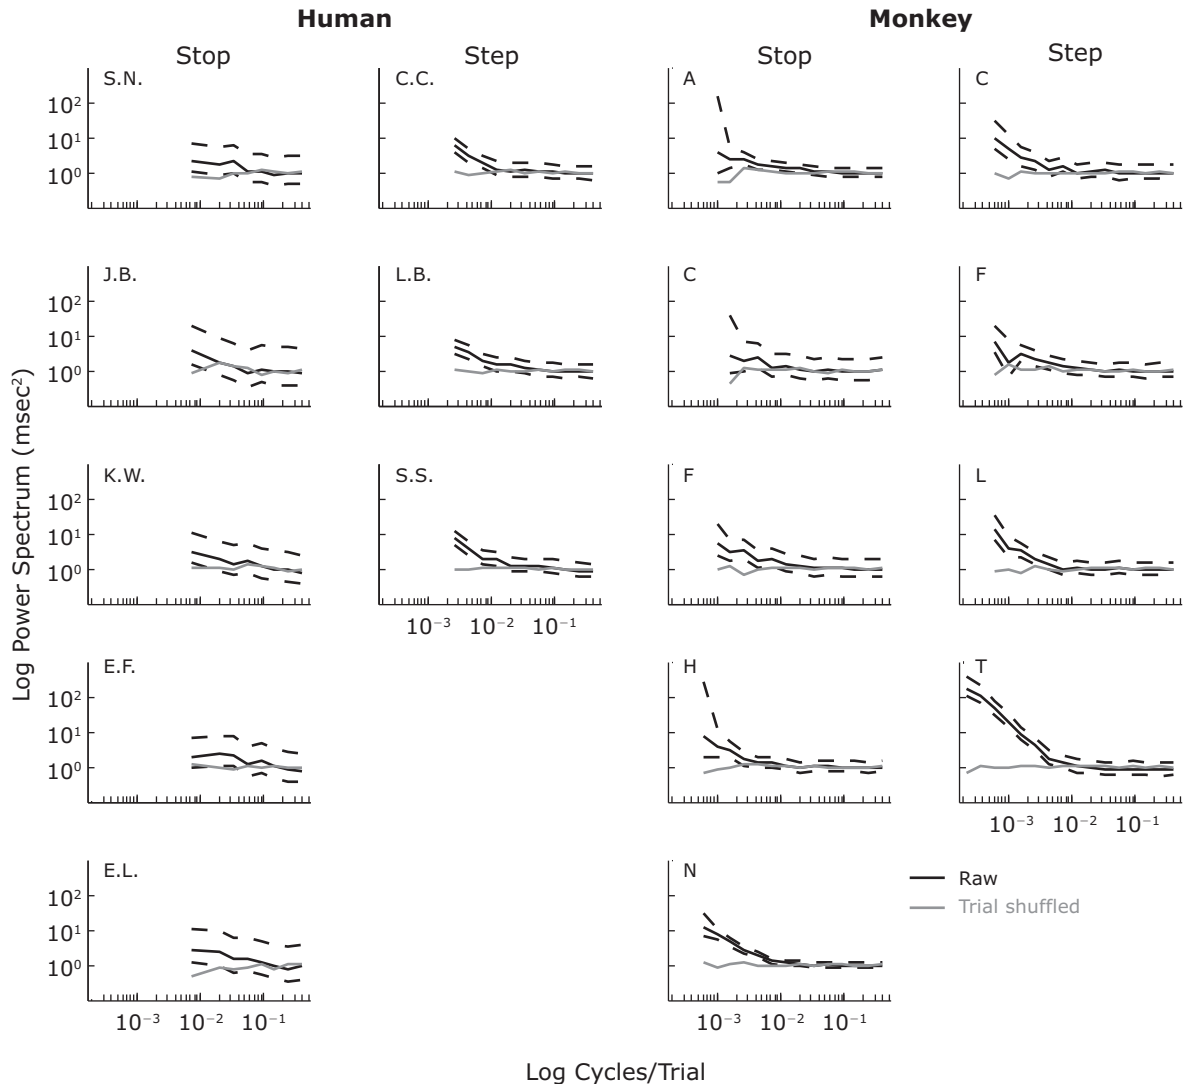 Human Monkey
Stop Step Stop Step
S.N. C.C. A C
10² 
10¹
10⁰
J.B. L.B. C F
10²
10¹
10⁰
K.W. S.S. F L
10²
10¹
10⁰
10⁻³ 10⁻² 10⁻¹
E.F. H T
10²
10¹
10⁰
10⁻³ 10⁻² 10⁻¹
E.L. N
Raw
Trial shuffled
10²
10¹
10⁰
10⁻³ 10⁻² 10⁻¹ 10⁻³ 10⁻² 10⁻¹
Log Power Spectrum (msec²)
Log Cycles/Trial